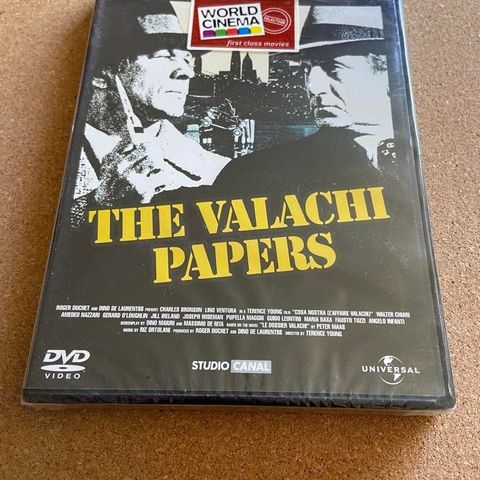 WORLD
CINEMA
COLLECTION
first class movies
THE VALACHI
PAPERS
ROGER DUCHET AND DINO DE LAURENTIIS PRESENT CHARLES BRONSON LINO VENTURA IN A TERENCE YOUNG FILM "COSA NOSTRA (L'AFFAIRE VALACHI)" WALTER CHIARI
AMEDEO NAZZARI GERARD O'LOUGHLIN JILL IRELAND JOSEPH WISEMAN PUPELLA MAGGIO GUIDO LEONTINI MARIA BAXA FAUSTO TOZZI ANGELO INFANTI
SCREENPLAY BY DINO MAIURI AND MASSIMO DE RITA BASED ON THE NOVEL "LE DOSSIER VALACHI" BY PETER MAAS
MUSIC BY RIZ ORTOLANI PRODUCED BY ROGER DUCHET AND DINO DE LAURENTIIS DIRECTED BY TERENCE YOUNG
DVD
VIDEO
STUDIO CANAL
UNIVERSAL